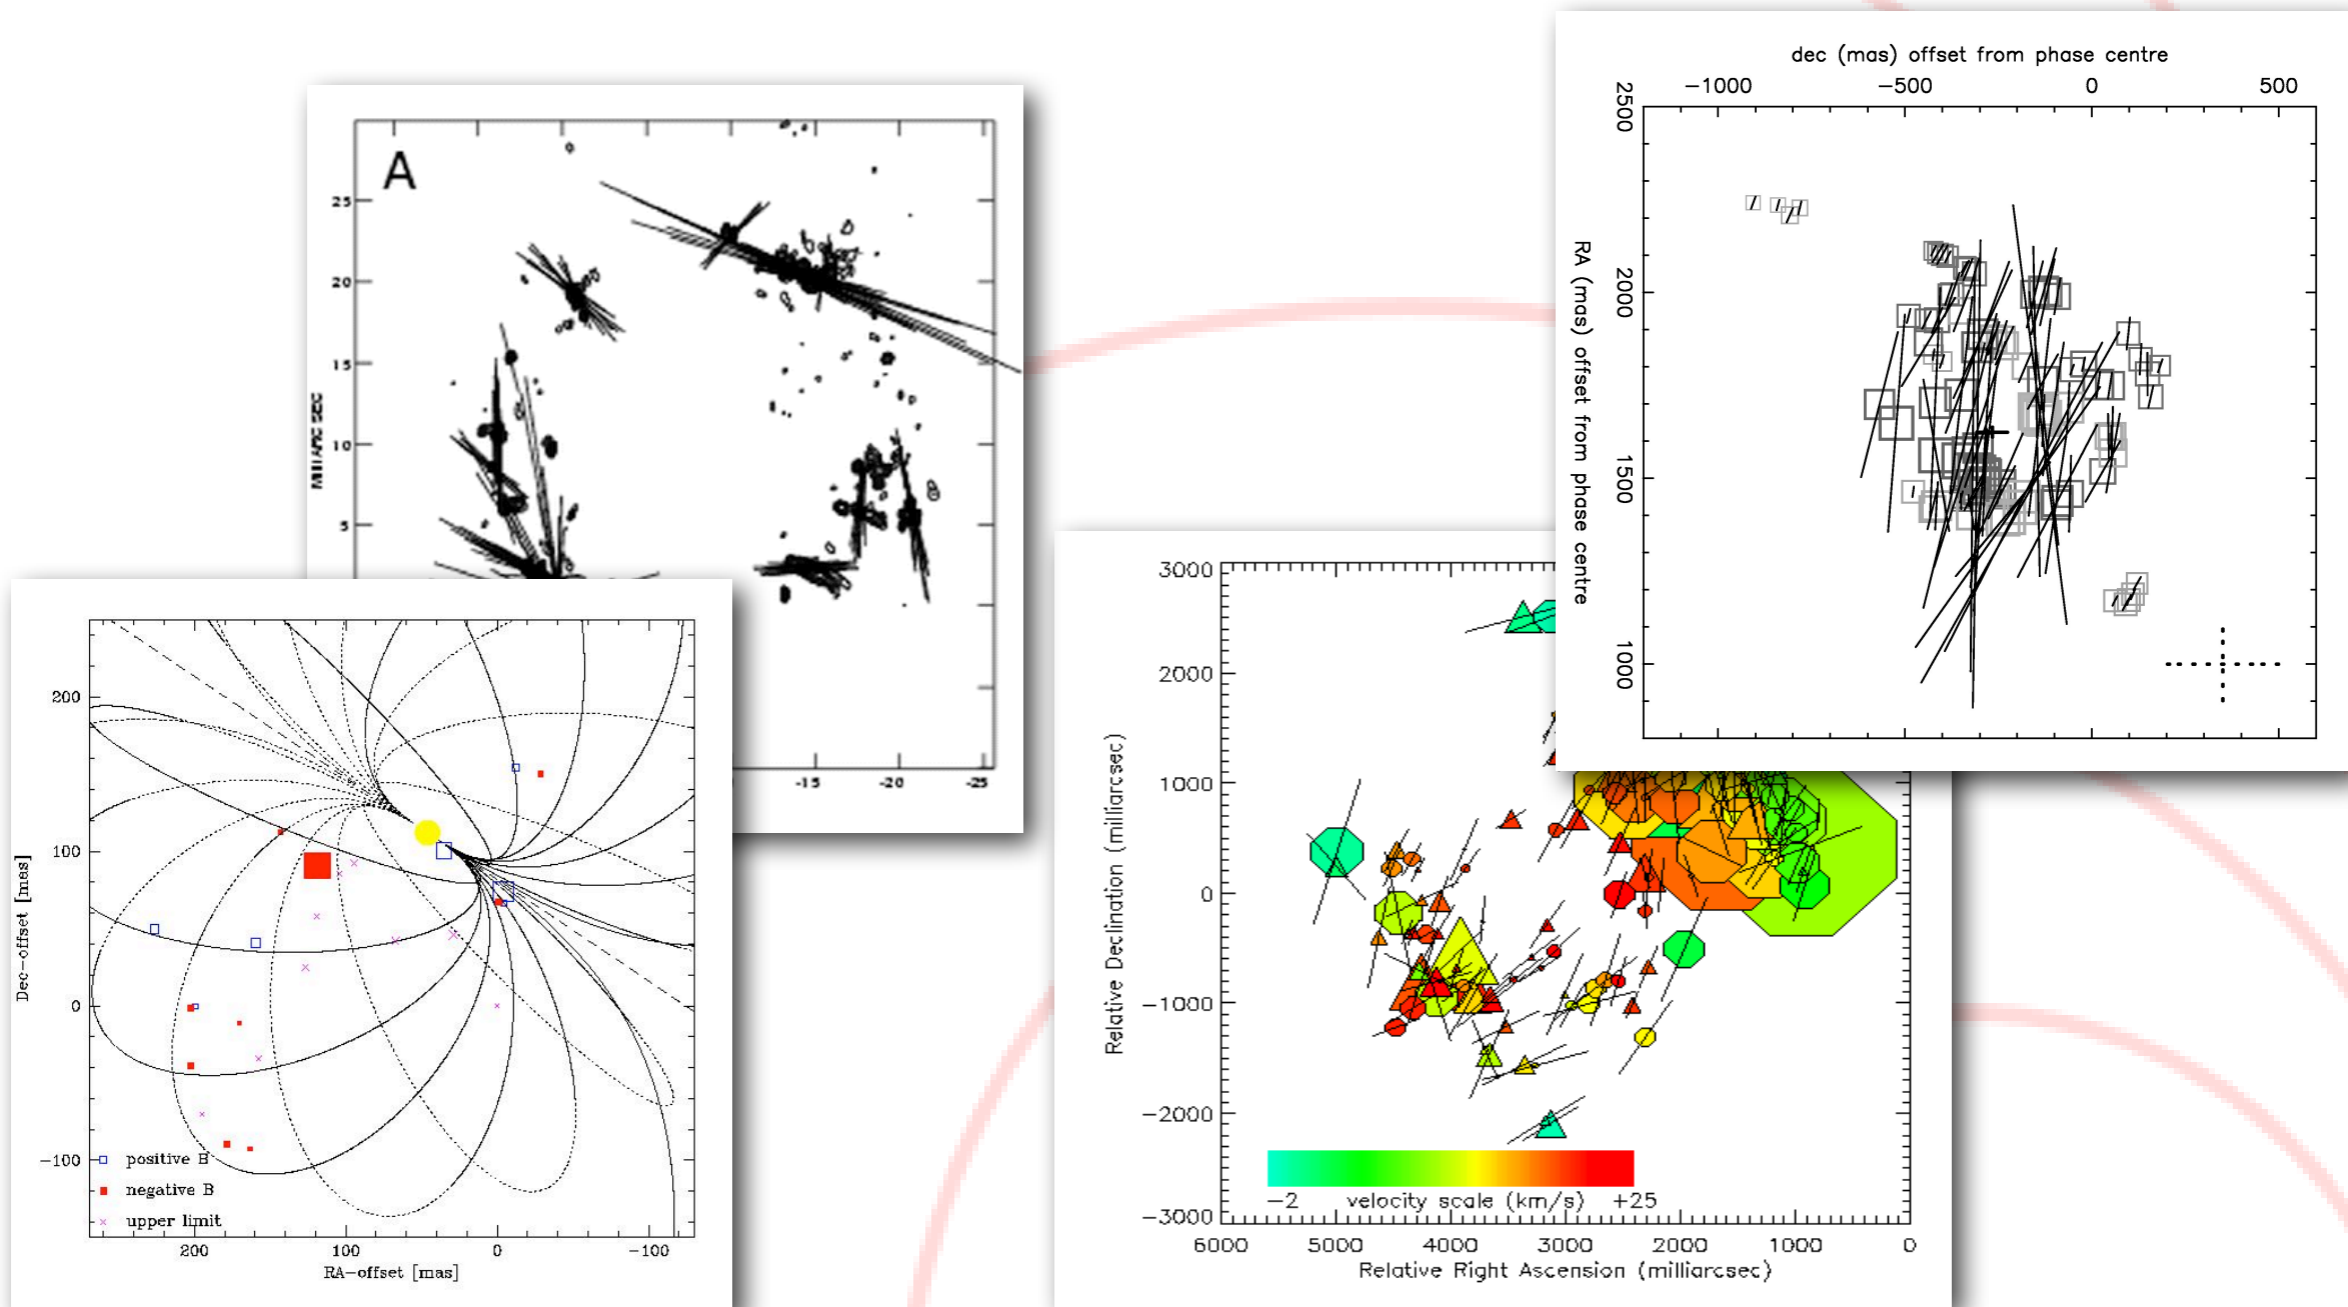 dec (mas) offset from phase centre
−1000 −500 0 500
2500
2000
1500
1000
RA (mas) offset from phase centre
A
25
20
15
10
5
MILLIARC SEC
-15 -20 -25
3000
2000
1000
0
−1000
−2000
−3000
Relative Declination (milliarcsec)
−2 velocity scale (km/s) +25
6000 5000 4000 3000 2000 1000 0
Relative Right Ascension (milliarcsec)
200
100
0
−100
Dec−offset [mas]
positive B
negative B
upper limit
200 100 0 −100
RA−offset [mas]